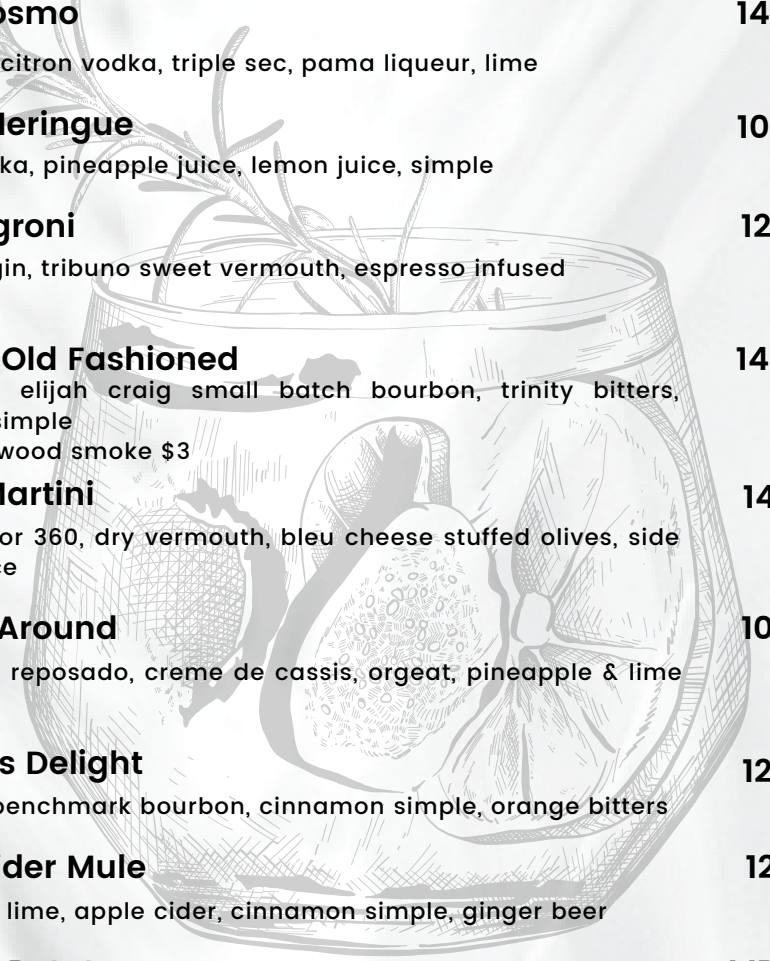 osmo 14
citron vodka, triple sec, pama liqueur, lime
eringue 10
ka, pineapple juice, lemon juice, simple
groni 12
gin, tribuno sweet vermouth, espresso infused
Old Fashioned 14
elijah craig small batch bourbon, trinity bitters,
simple
wood smoke $3
artini 14
or 360, dry vermouth, bleu cheese stuffed olives, side
ce
Around 10
reposado, creme de cassis, orgeat, pineapple & lime
s Delight 12
benchmark bourbon, cinnamon simple, orange bitters
ider Mule 12
lime, apple cider, cinnamon simple, ginger beer